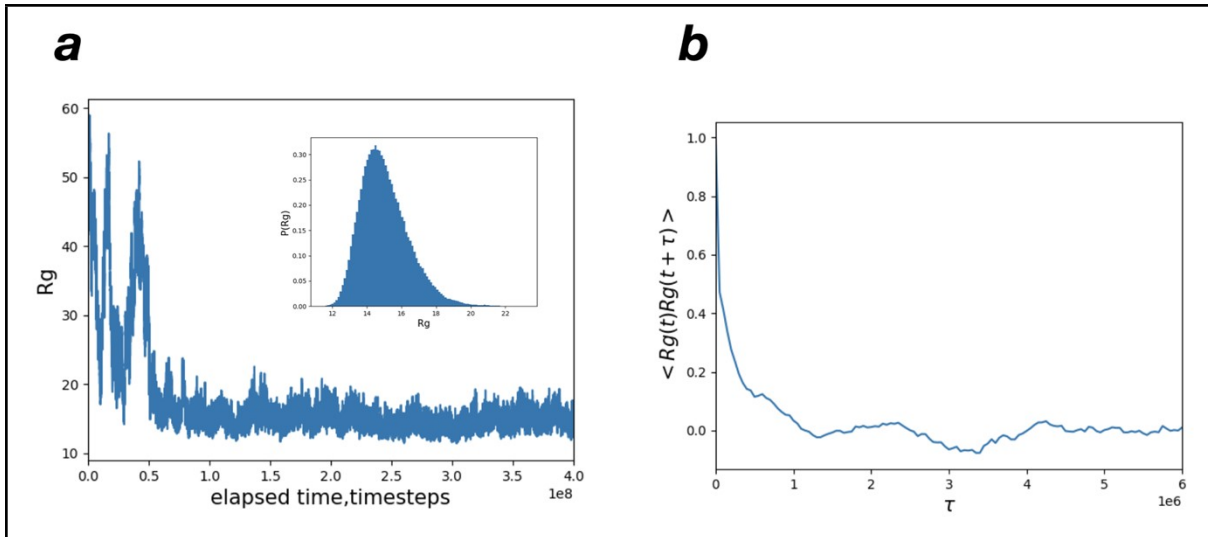 a
b
60
50
40
30
20
10
Rg
0.0 0.5 1.0 1.5 2.0 2.5 3.0 3.5 4.0
1e8
elapsed time,timesteps
0.30
0.25
0.20
0.15
0.10
0.05
0.00
P(Rg)
12 14 16 18 20 22
Rg
1.0
0.8
0.6
0.4
0.2
0.0
< Rg(t)Rg(t + τ) >
0 1 2 3 4 5 6
1e6
τ